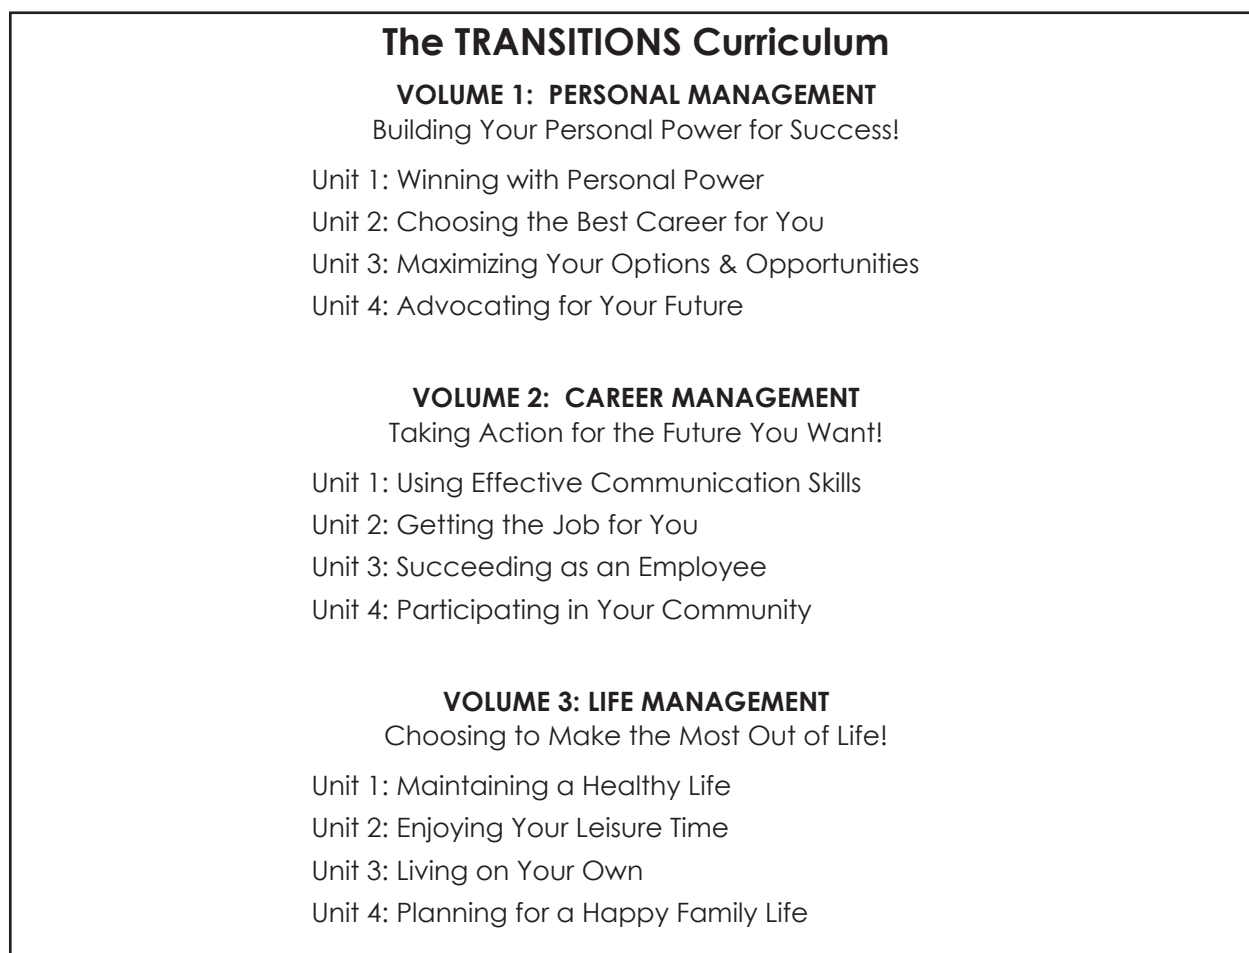 The TRANSITIONS Curriculum
VOLUME 1: PERSONAL MANAGEMENT
Building Your Personal Power for Success!
Unit 1: Winning with Personal Power
Unit 2: Choosing the Best Career for You
Unit 3: Maximizing Your Options & Opportunities
Unit 4: Advocating for Your Future
VOLUME 2: CAREER MANAGEMENT
Taking Action for the Future You Want!
Unit 1: Using Effective Communication Skills
Unit 2: Getting the Job for You
Unit 3: Succeeding as an Employee
Unit 4: Participating in Your Community
VOLUME 3: LIFE MANAGEMENT
Choosing to Make the Most Out of Life!
Unit 1: Maintaining a Healthy Life
Unit 2: Enjoying Your Leisure Time
Unit 3: Living on Your Own
Unit 4: Planning for a Happy Family Life